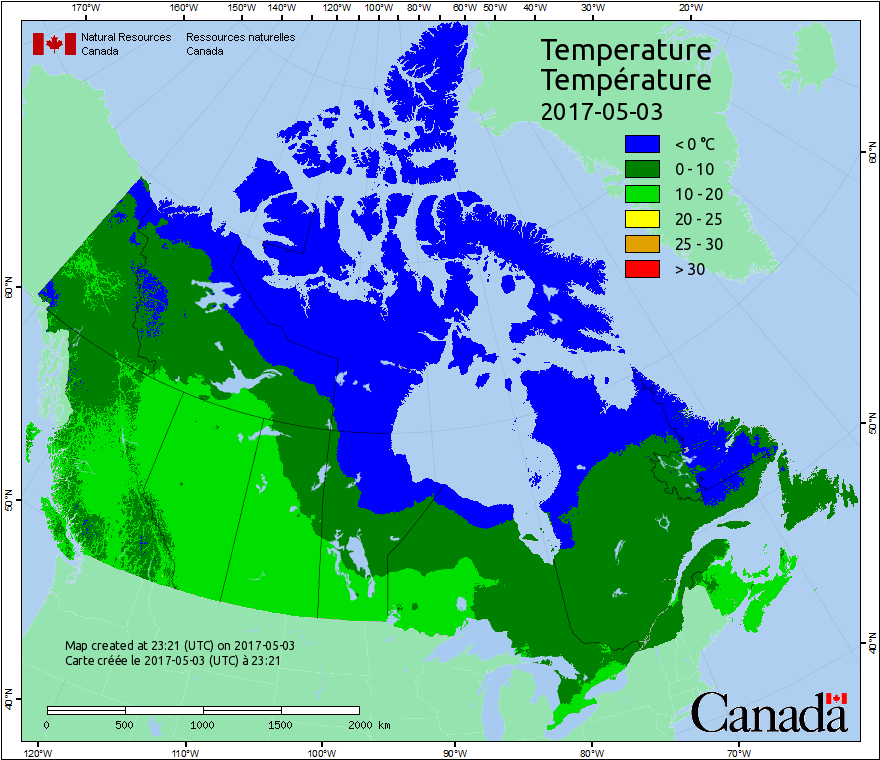 170°W 160°W 150°W 140°W 130°W 120°W 110°W 100°W 90°W 80°W 60°W 50°W 40°W 30°W 20°W
Natural Resources Ressources naturelles
Canada Canada
Temperature
Température
2017-05-03
< 0 °C
0 - 10
10 - 20
20 - 25
25 - 30
> 30
60°N
60°N
50°N
50°N
40°N
40°N
Map created at 23:21 (UTC) on 2017-05-03
Carte créée le 2017-05-03 (UTC) à 23:21
0 500 1000 1500 2000 km
Canada
120°W 110°W 100°W 90°W 80°W 70°W